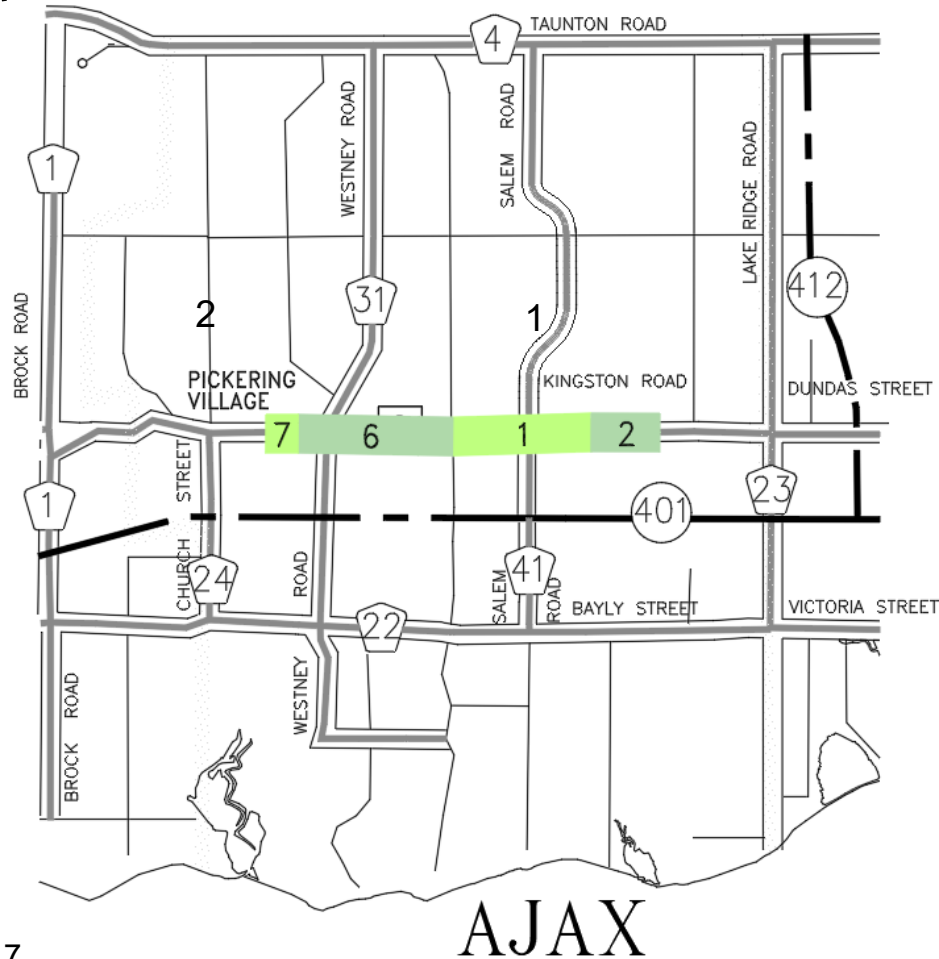 TAUNTON ROAD
4
WESTNEY ROAD
SALEM ROAD
LAKE RIDGE ROAD
1
412
31
2
1
BROCK ROAD
PICKERING
VILLAGE
KINGSTON ROAD
DUNDAS STREET
7
6
1
2
CHURCH STREET
1
401
23
24
WESTNEY ROAD
41
SALEM ROAD
BAYLY STREET
VICTORIA STREET
22
BROCK ROAD
AJAX
7